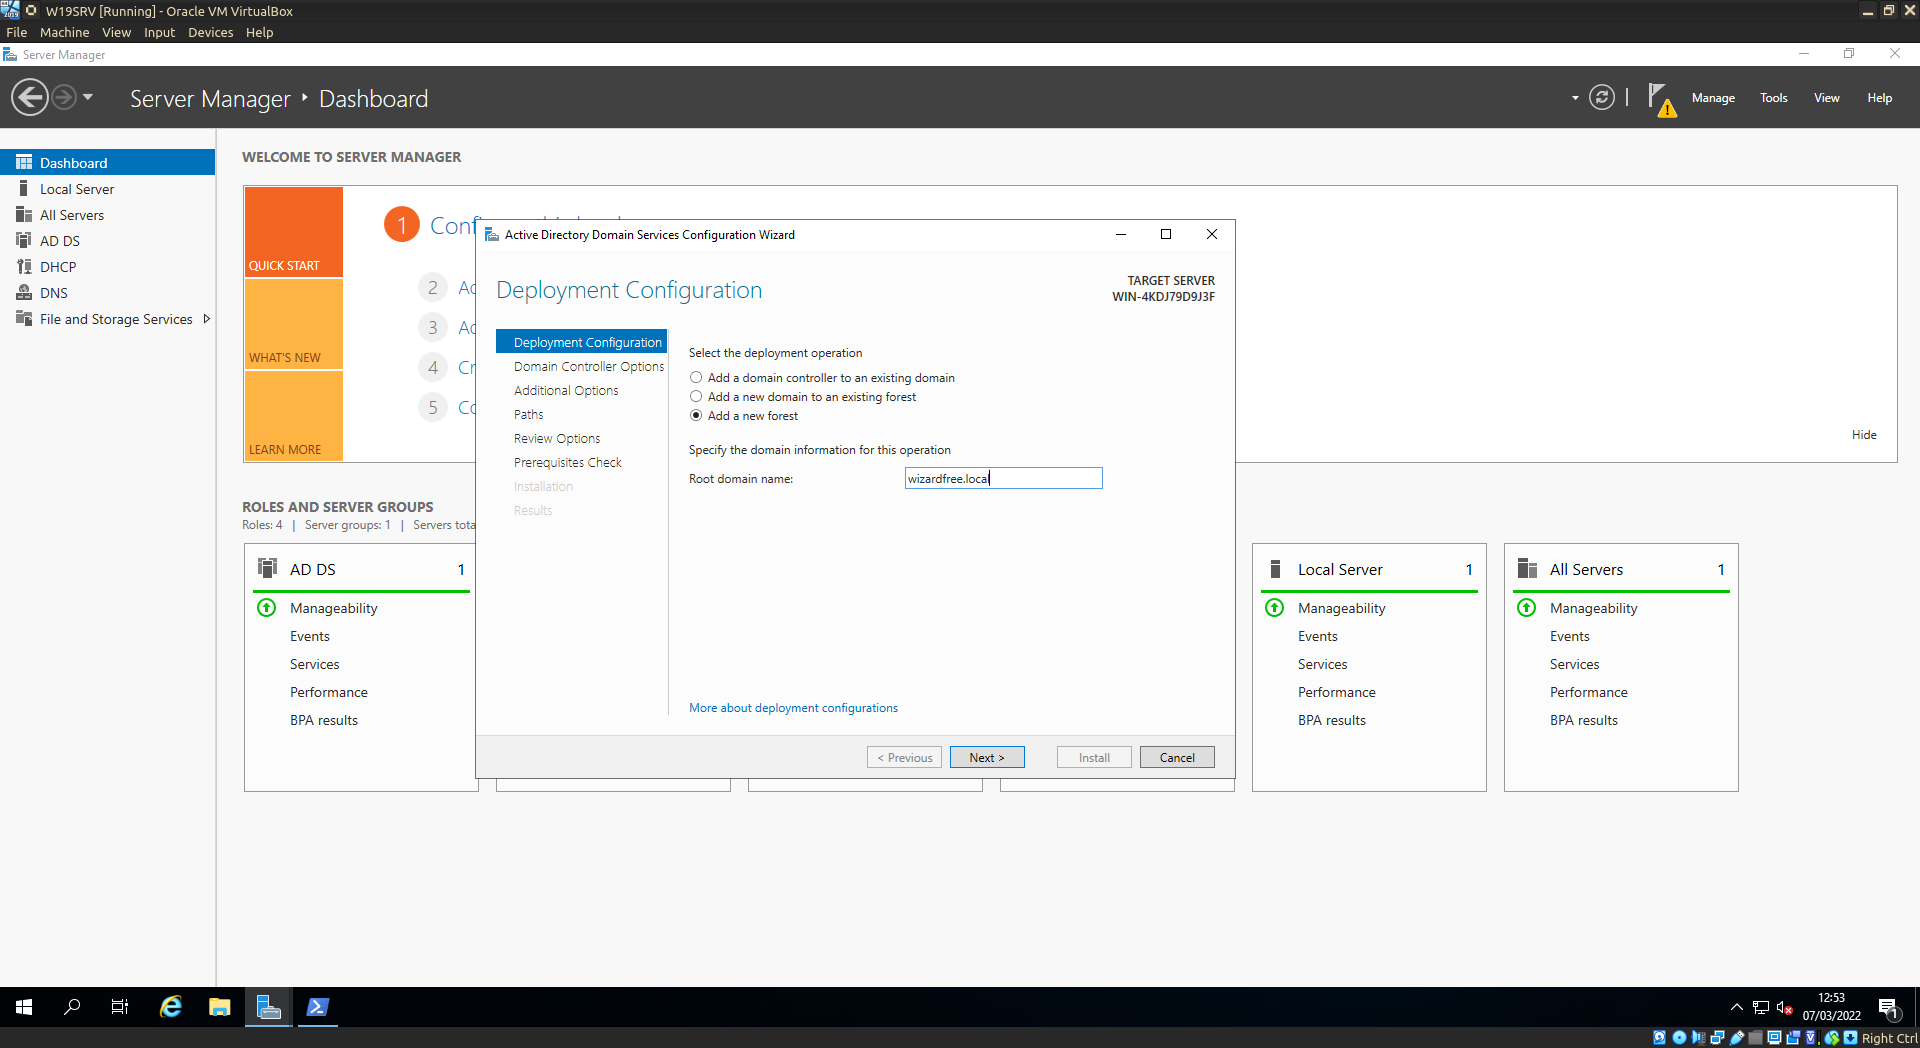 W19SRV [Running] - Oracle VM VirtualBox
File Machine View Input Devices Help
Server Manager
Server Manager ‣ Dashboard
Manage Tools View Help
Dashboard
Local Server
All Servers
AD DS
DHCP
DNS
File and Storage Services
WELCOME TO SERVER MANAGER
QUICK START
WHAT'S NEW
LEARN MORE
1
2
3
4
5
Hide
Active Directory Domain Services Configuration Wizard
Deployment Configuration
TARGET SERVER
WIN-4KDJ79D9J3F
Deployment Configuration
Domain Controller Options
Additional Options
Paths
Review Options
Prerequisites Check
Installation
Results
Select the deployment operation
Add a domain controller to an existing domain
Add a new domain to an existing forest
Add a new forest
Specify the domain information for this operation
Root domain name: wizardfree.local
More about deployment configurations
< Previous Next > Install Cancel
ROLES AND SERVER GROUPS
Roles: 4 | Server groups: 1 | Servers tota
AD DS 1
Manageability
Events
Services
Performance
BPA results
Local Server 1
Manageability
Events
Services
Performance
BPA results
All Servers 1
Manageability
Events
Services
Performance
BPA results
12:53
07/03/2022
1
Right Ctrl